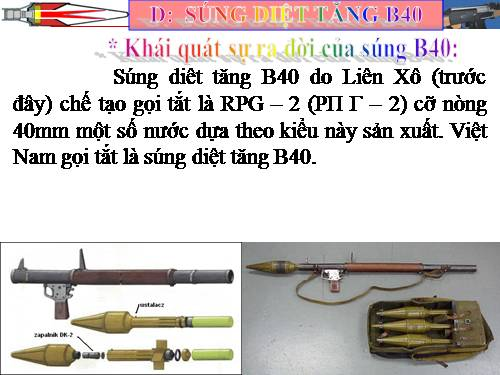 D: SÚNG DIỆT TĂNG B40
* Khái quát sự ra đời của súng B40:
Súng diêt tăng B40 do Liên Xô (trước
đây) chế tạo gọi tắt là RPG – 2 (РП Г – 2) cỡ nòng
40mm một số nước dựa theo kiểu này sản xuất. Việt
Nam gọi tắt là súng diệt tăng B40.
ustalacz
zapalnik DK-2